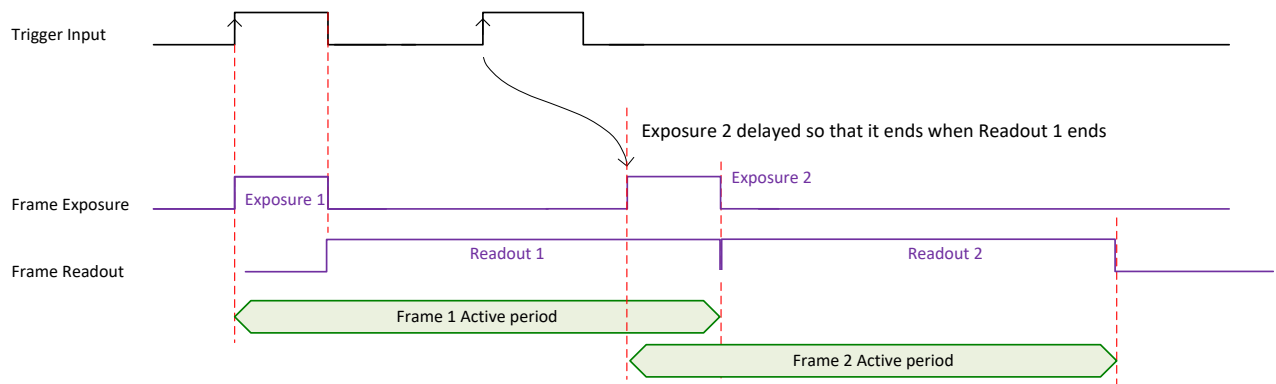 Trigger Input
Exposure 2 delayed so that it ends when Readout 1 ends
Frame Exposure
Exposure 1
Exposure 2
Frame Readout
Readout 1
Readout 2
Frame 1 Active period
Frame 2 Active period